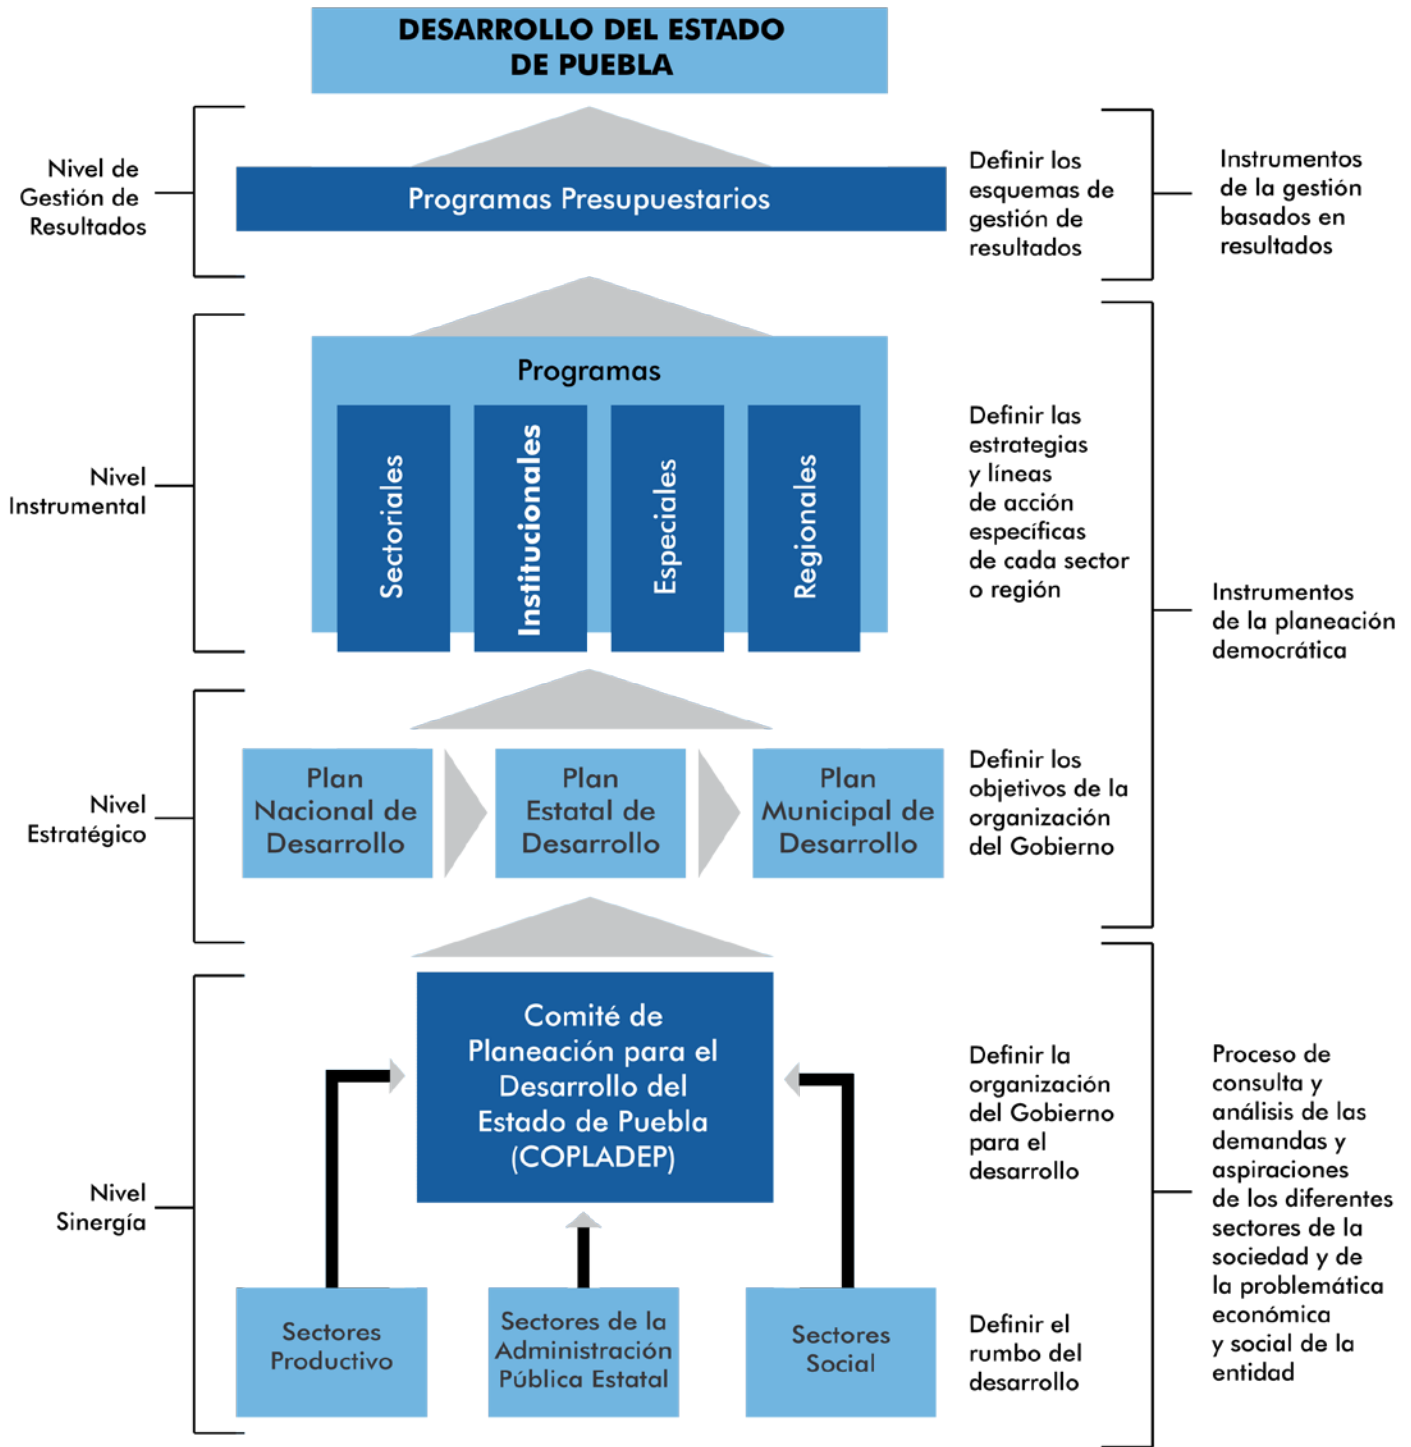 DESARROLLO DEL ESTADO
DE PUEBLA
Nivel de
Gestión de
Resultados
Programas Presupuestarios
Definir los
esquemas de
gestión de
resultados
Instrumentos
de la gestión
basados en
resultados
Nivel
Instrumental
Programas
Sectoriales
Institucionales
Especiales
Regionales
Definir las
estrategias
y líneas
de acción
específicas
de cada sector
o región
Instrumentos
de la planeación
democrática
Nivel
Estratégico
Plan
Nacional de
Desarrollo
Plan
Estatal de
Desarrollo
Plan
Municipal de
Desarrollo
Definir los
objetivos de la
organización
del Gobierno
Nivel
Sinergía
Comité de
Planeación para el
Desarrollo del
Estado de Puebla
(COPLADEP)
Definir la
organización
del Gobierno
para el
desarrollo
Sectores
Productivo
Sectores de la
Administración
Pública Estatal
Sectores
Social
Definir el
rumbo del
desarrollo
Proceso de
consulta y
análisis de las
demandas y
aspiraciones
de los diferentes
sectores de la
sociedad y de
la problemática
económica
y social de la
entidad